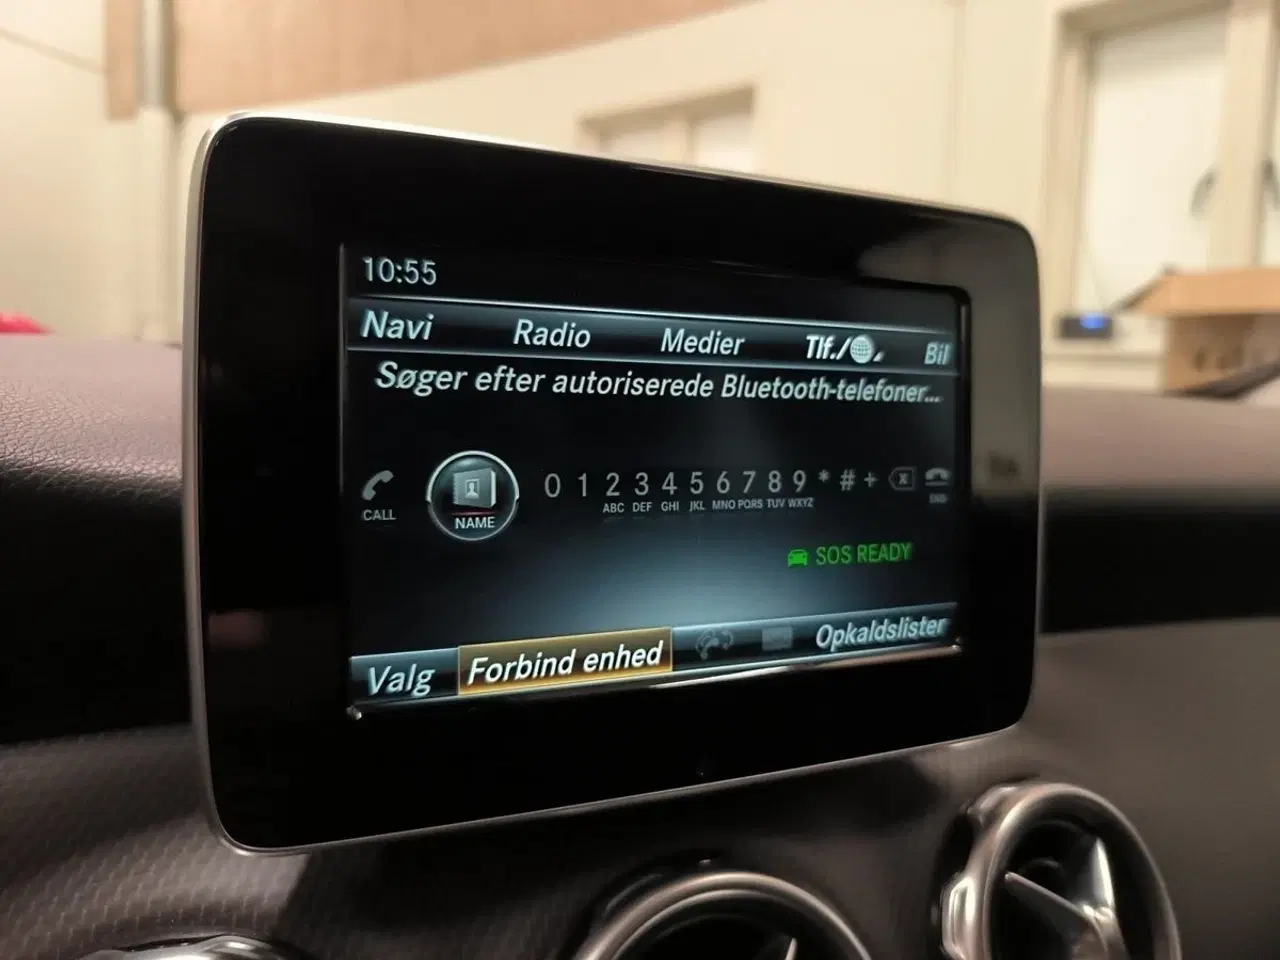 10:55
Navi Radio Medier Tlf./ Bil
Søger efter autoriserede Bluetooth-telefoner...
CALL NAME 0 1 2 3 4 5 6 7 8 9 * # + END
ABC DEF GHI JKL MNO PQRS TUV WXYZ
SOS READY
Valg Forbind enhed Opkaldslister